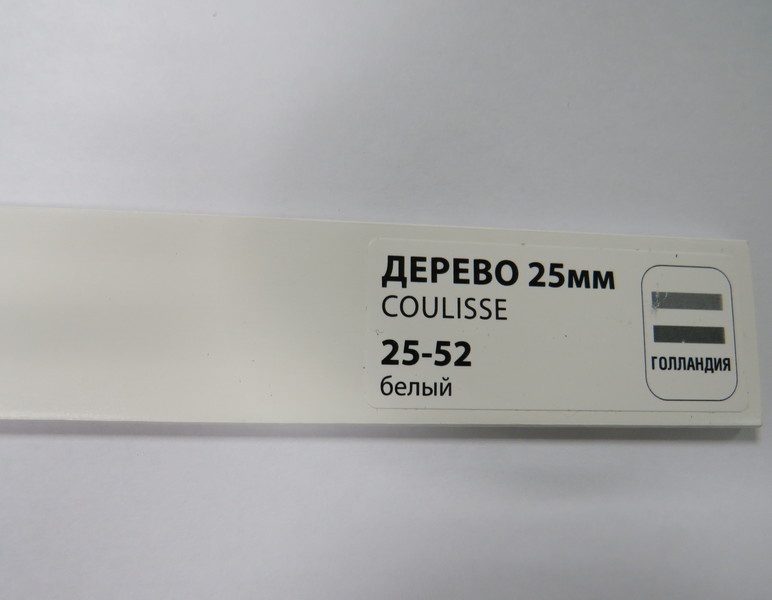 ДЕРЕВО 25мм
COULISSE
25-52
белый
ГОЛЛАНДИЯ